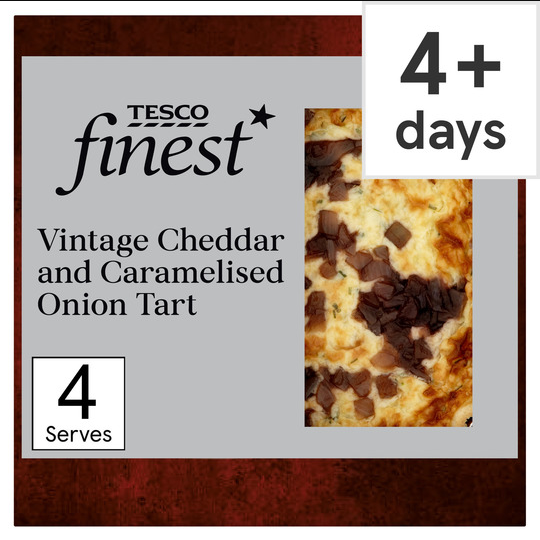 4+
days
TESCO
finest
Vintage Cheddar
and Caramelised
Onion Tart
4
Serves